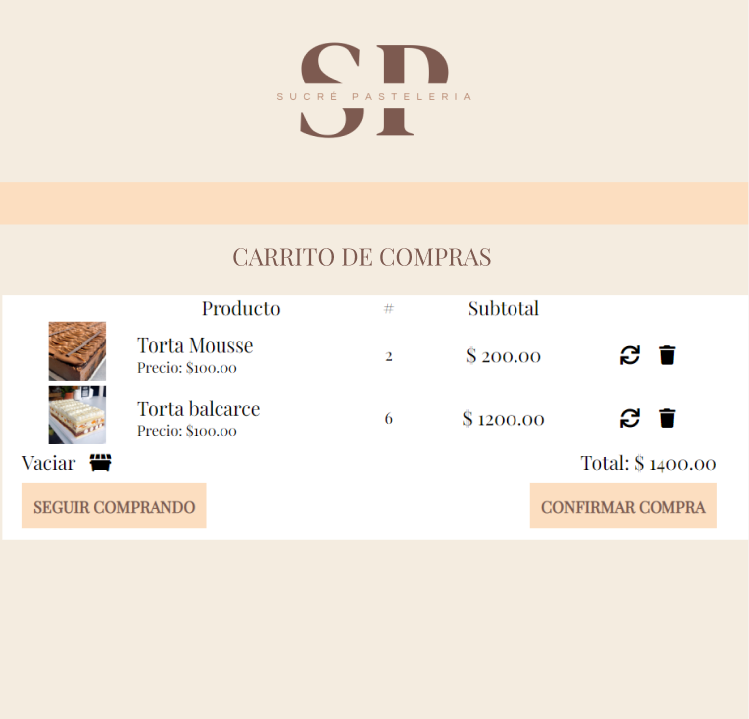 SP
SUCRÉ PASTELERIA
CARRITO DE COMPRAS
Producto # Subtotal
Torta Mousse
Precio: $100.00
2 $ 200.00
Torta balcarce
Precio: $100.00
6 $ 1200.00
Vaciar Total: $ 1400.00
SEGUIR COMPRANDO CONFIRMAR COMPRA